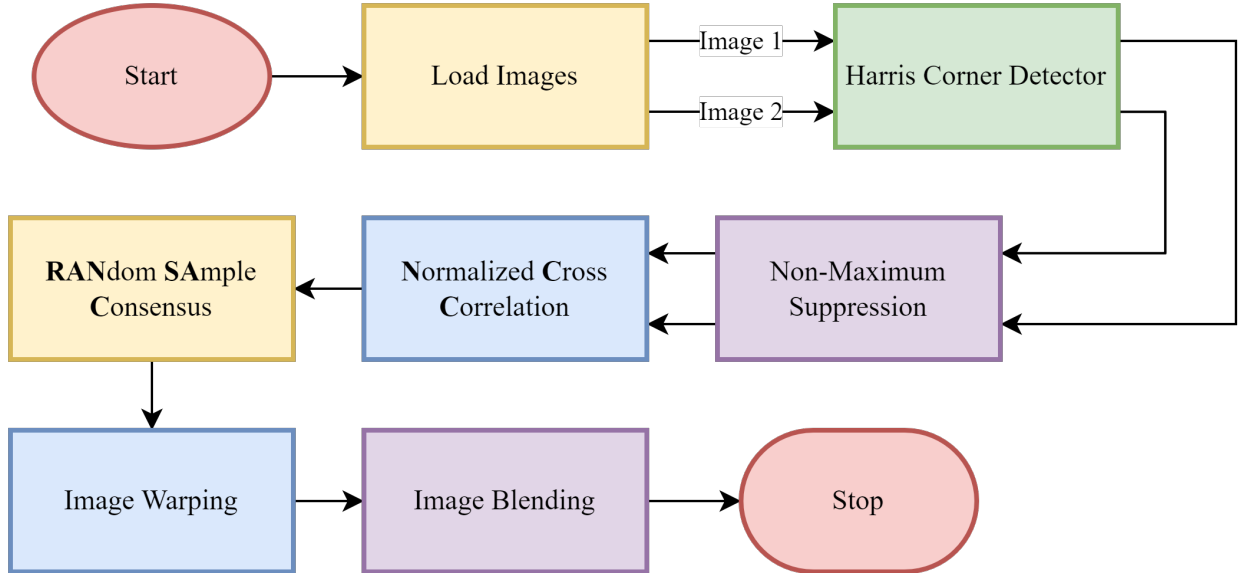 Start
Load Images
Image 1
Image 2
Harris Corner Detector
Non-Maximum
Suppression
Normalized Cross
Correlation
RANdom SAmple
Consensus
Image Warping
Image Blending
Stop